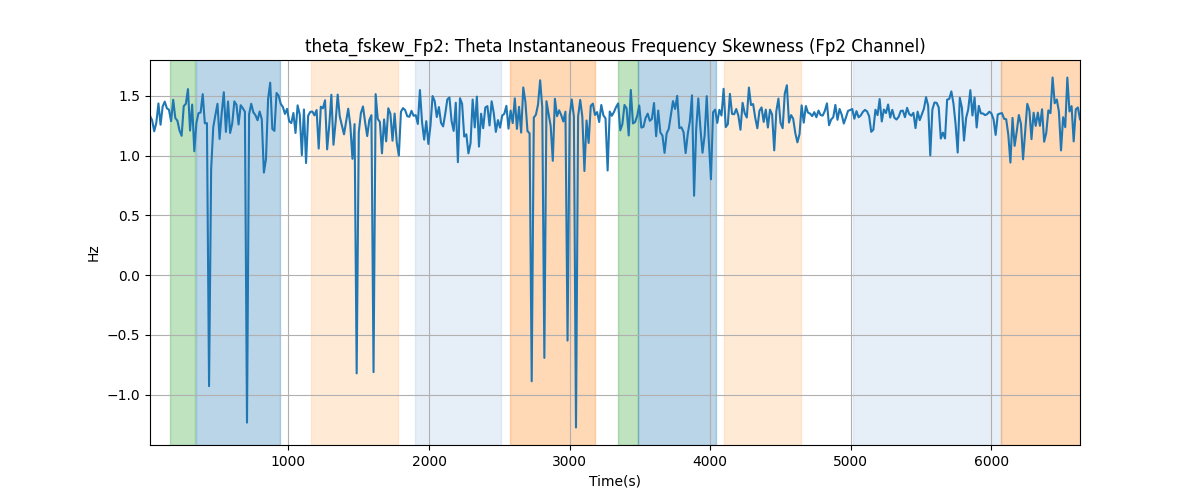 theta_fskew_Fp2: Theta Instantaneous Frequency Skewness (Fp2 Channel)
Hz
1.5
1.0
0.5
0.0
−0.5
−1.0
1000 2000 3000 4000 5000 6000
Time(s)